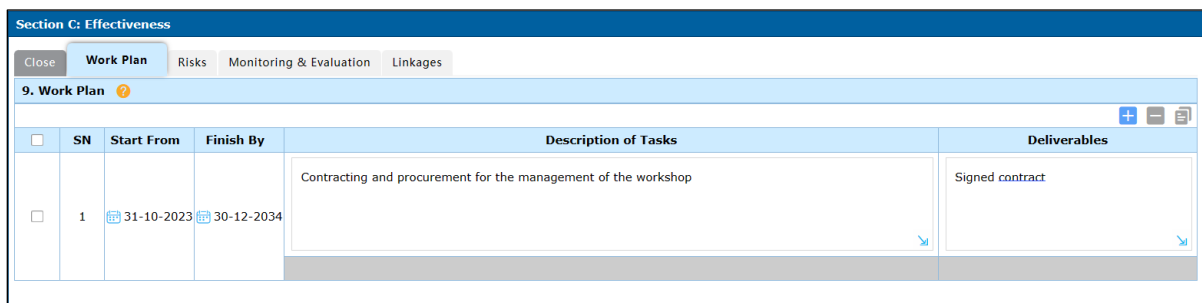 Section C: Effectiveness
Close Work Plan Risks Monitoring & Evaluation Linkages
9. Work Plan ?
SN Start From Finish By Description of Tasks Deliverables
1 31-10-2023 30-12-2034 Contracting and procurement for the management of the workshop Signed contract